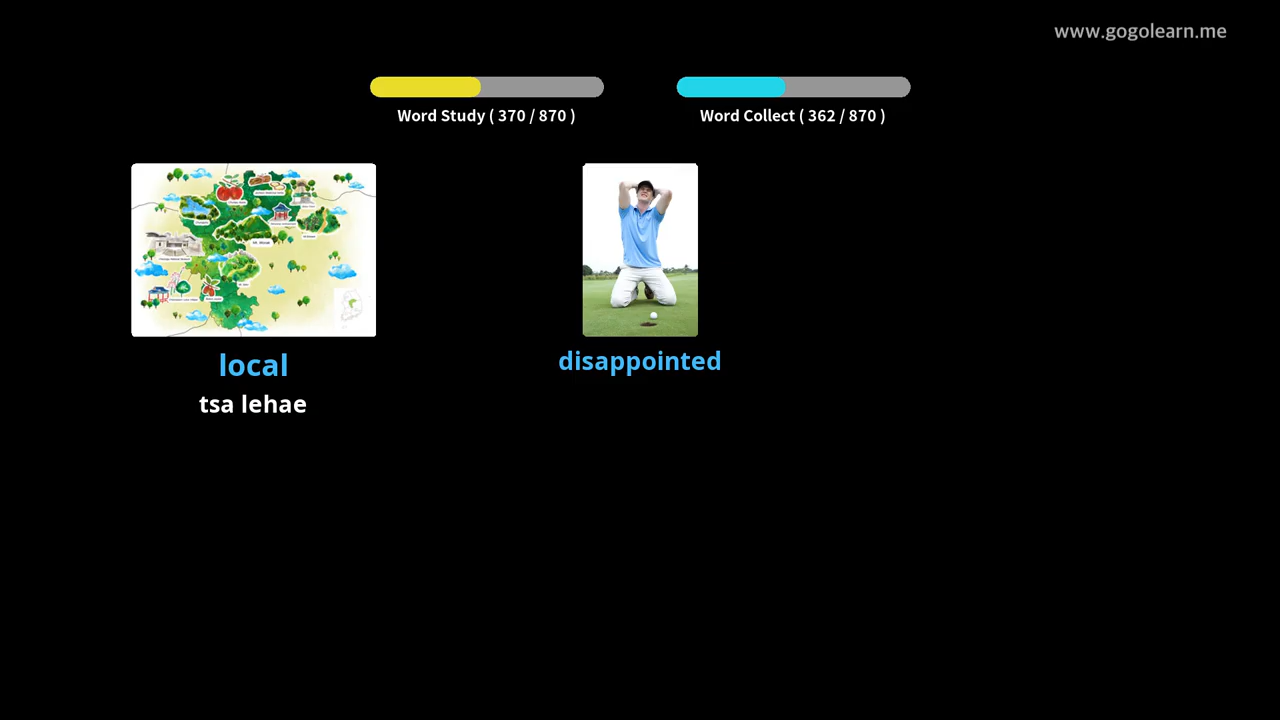 www.gogolearn.me
Word Study ( 370 / 870 )
Word Collect ( 362 / 870 )
local
tsa lehae
disappointed